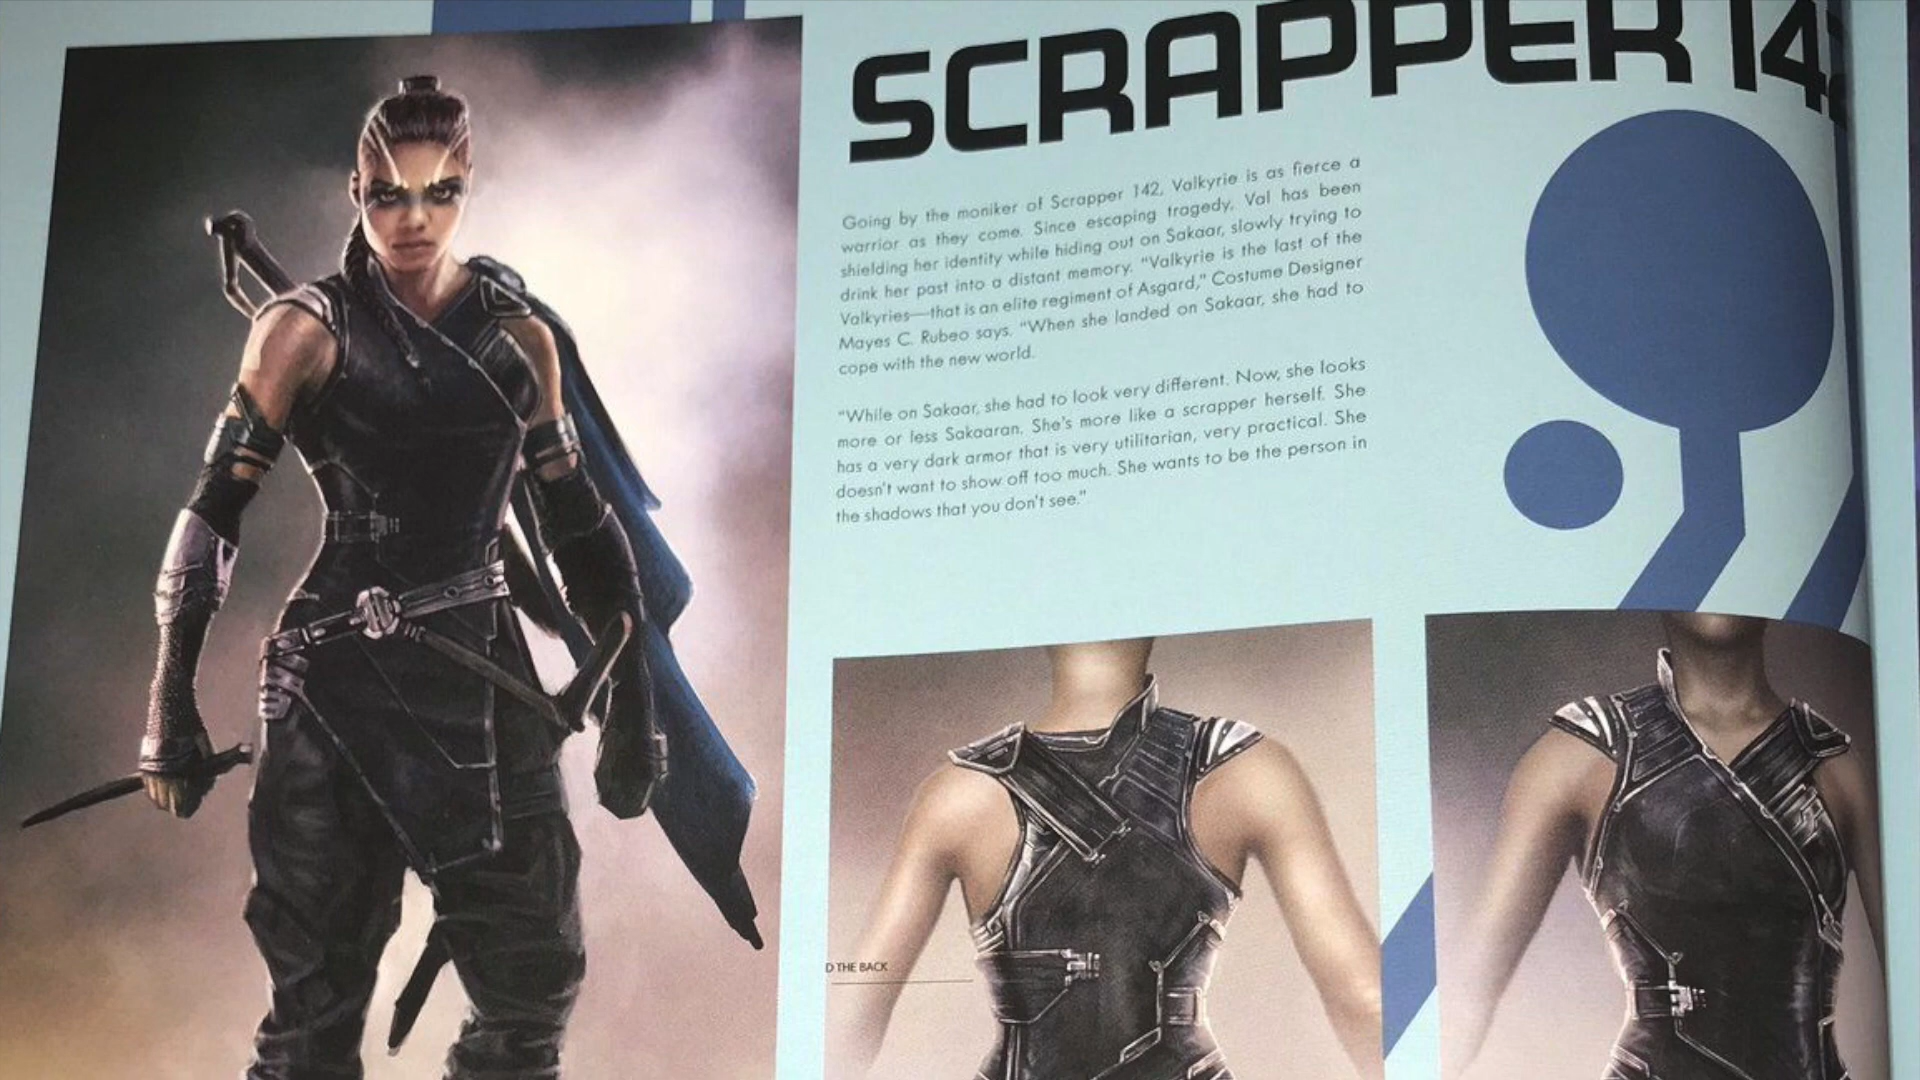 SCRAPPER 142
Going by the moniker of Scrapper 142, Valkyrie is as fierce a
warrior as they come. Since escaping tragedy, Val has been
shielding her identity while hiding out on Sakaar, slowly trying to
drink her past into a distant memory. “Valkyrie is the last of the
Valkyries—that is an elite regiment of Asgard,” Costume Designer
Mayes C. Rubeo says. “When she landed on Sakaar, she had to
cope with the new world.
“While on Sakaar, she had to look very different. Now, she looks
more or less Sakaaran. She’s more like a scrapper herself. She
has a very dark armor that is very utilitarian, very practical. She
doesn’t want to show off too much. She wants to be the person in
the shadows that you don’t see.”
D THE BACK